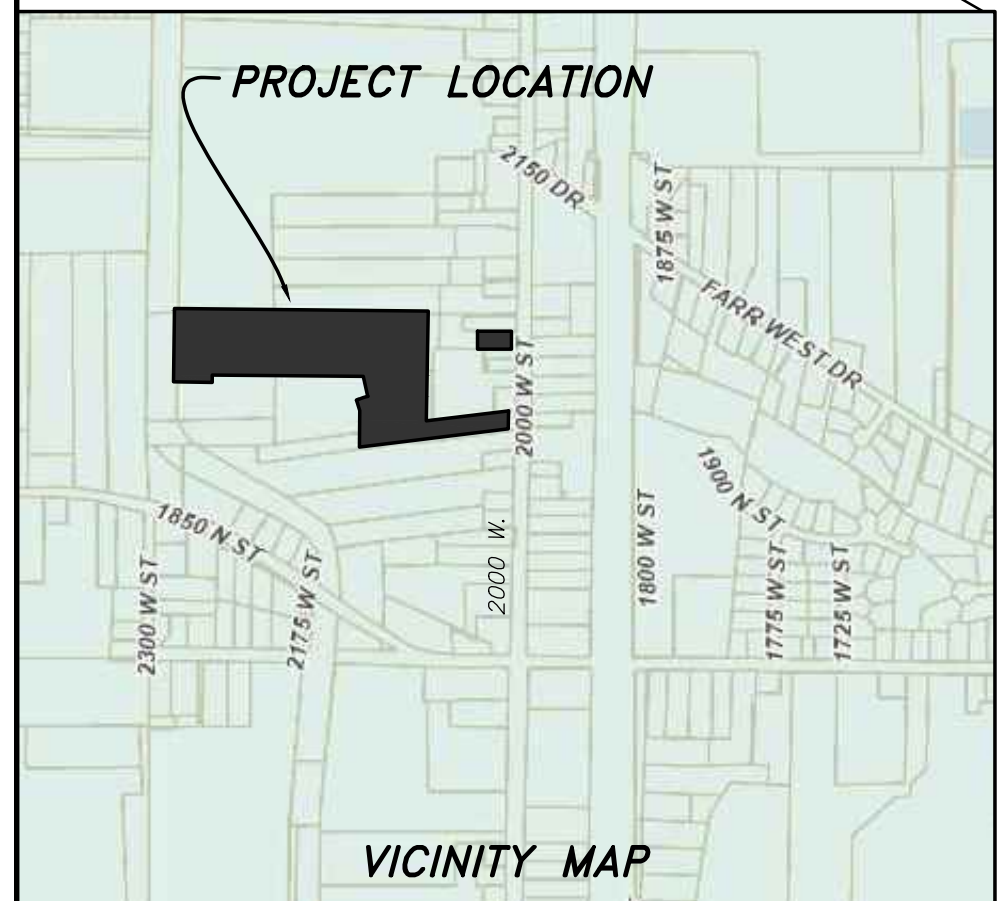 PROJECT LOCATION
2150 DR
1875 W ST
FARR WEST DR
2000 W ST
1900 N ST
1850 N ST
2000 W.
1800 W ST
2300 W ST
2175 W ST
1775 W ST
1725 W ST
VICINITY MAP